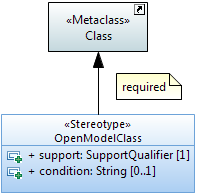 «Metaclass»
Class
required
«Stereotype»
OpenModelClass
+ support: SupportQualifier [1]
+ condition: String [0..1]